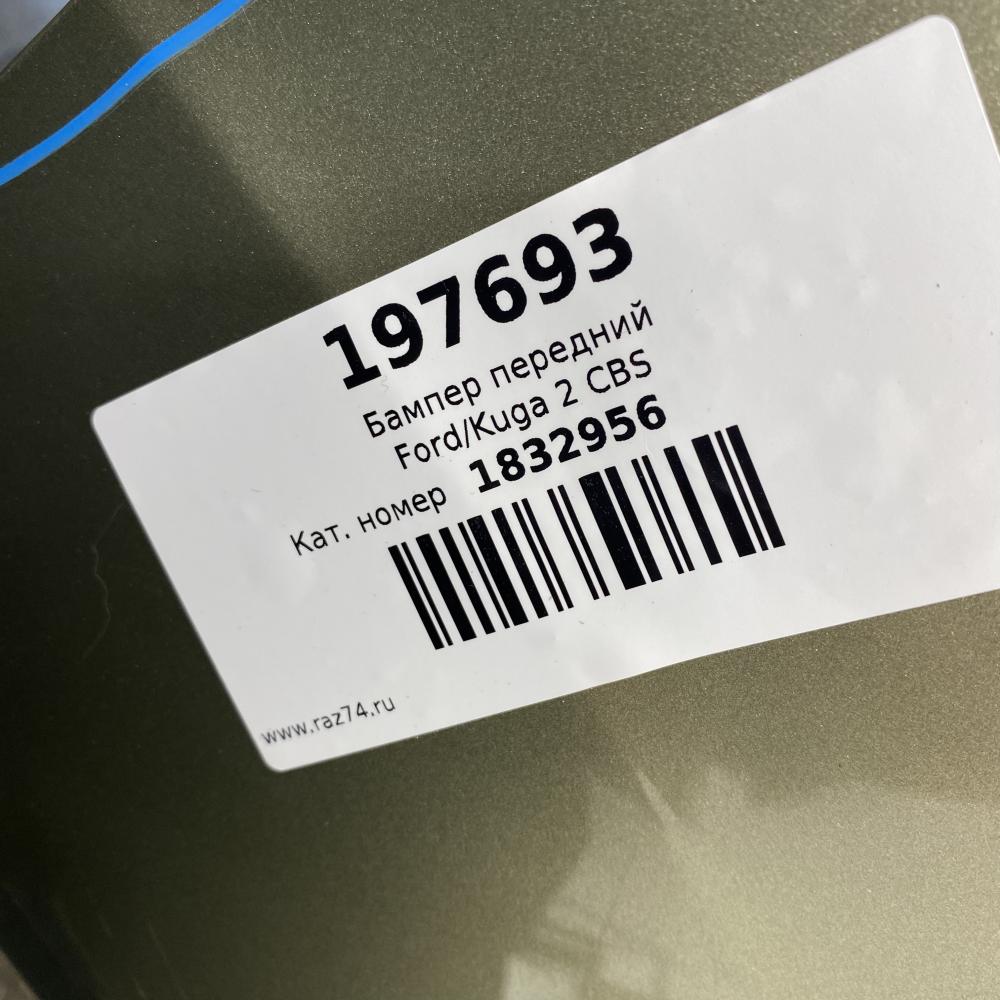 197693
Бампер передний
Ford/Kuga 2 CBS
Кат. номер 1832956
www.raz74.ru